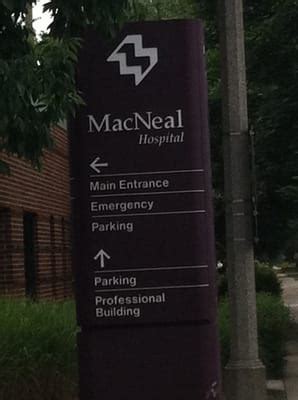 MacNeal
Hospital
←
Main Entrance
Emergency
Parking
↑
Parking
Professional
Building